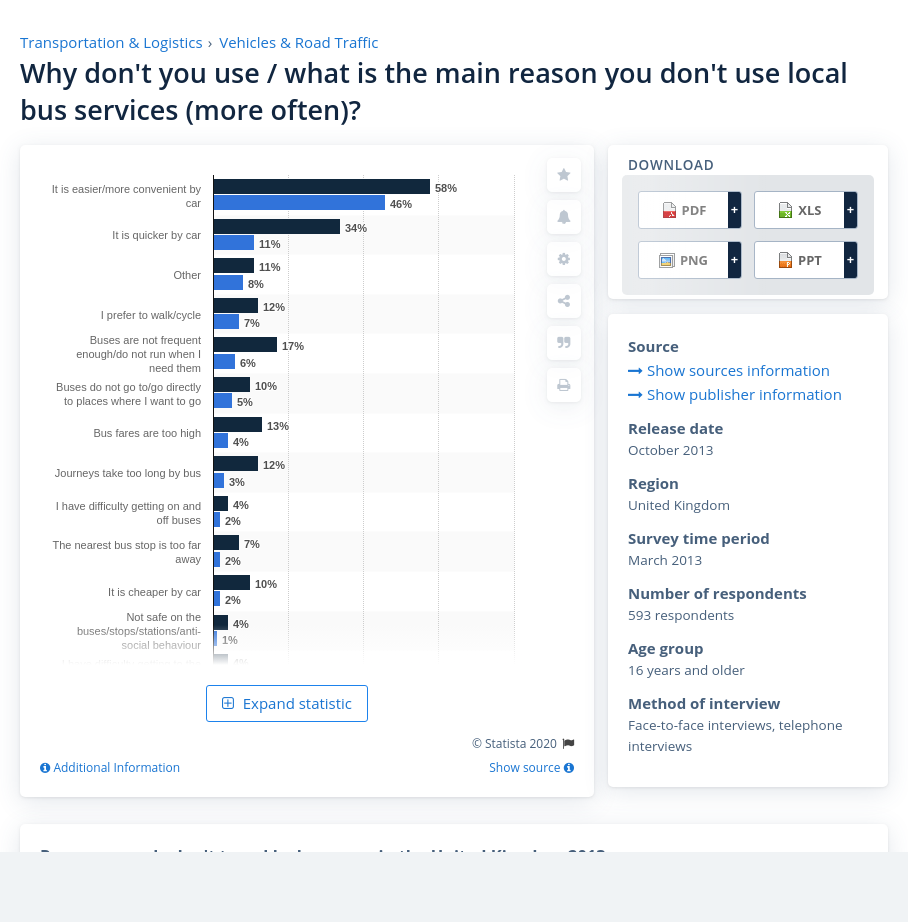 Transportation & Logistics › Vehicles & Road Traffic
Why don't you use / what is the main reason you don't use local
bus services (more often)?
It is easier/more convenient by
car
58%
46%
It is quicker by car
34%
11%
Other
11%
8%
I prefer to walk/cycle
12%
7%
Buses are not frequent
enough/do not run when I
need them
17%
6%
Buses do not go to/go directly
to places where I want to go
10%
5%
Bus fares are too high
13%
4%
Journeys take too long by bus
12%
3%
I have difficulty getting on and
off buses
4%
2%
The nearest bus stop is too far
away
7%
2%
It is cheaper by car
10%
2%
Not safe on the
buses/stops/stations/anti-
social behaviour
4%
1%
Expand statistic
© Statista 2020
Additional Information
Show source
DOWNLOAD
PDF +
XLS +
PNG +
PPT +
Source
Show sources information
Show publisher information
Release date
October 2013
Region
United Kingdom
Survey time period
March 2013
Number of respondents
593 respondents
Age group
16 years and older
Method of interview
Face-to-face interviews, telephone
interviews